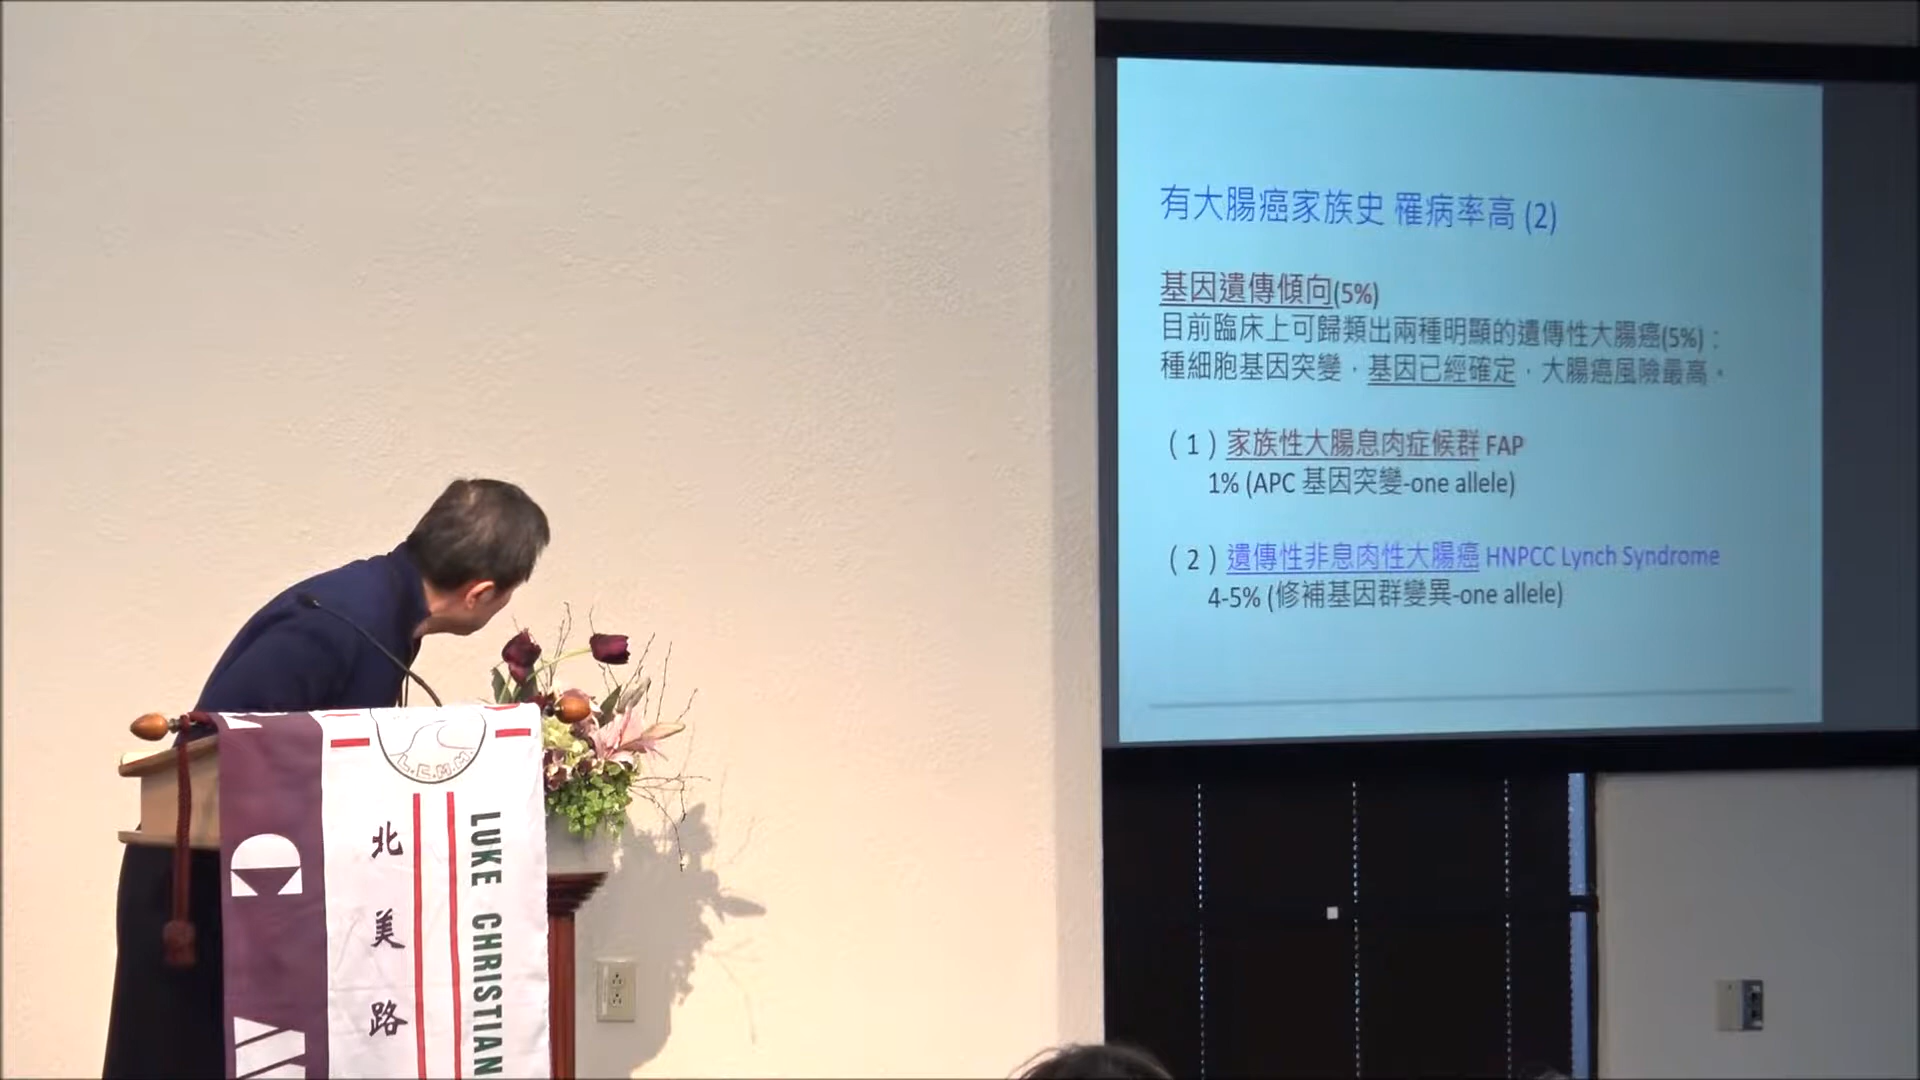 有大腸癌家族史 罹病率高 (2)
基因遺傳傾向(5%)
目前臨床上可歸類出兩種明顯的遺傳性大腸癌(5%)：
種細胞基因突變，基因已經確定，大腸癌風險最高。
（1）家族性大腸息肉症候群 FAP
1% (APC 基因突變-one allele)
（2）遺傳性非息肉性大腸癌 HNPCC Lynch Syndrome
4-5% (修補基因群變異-one allele)
L.C.M.M.
北美路
LUKE CHRISTIAN